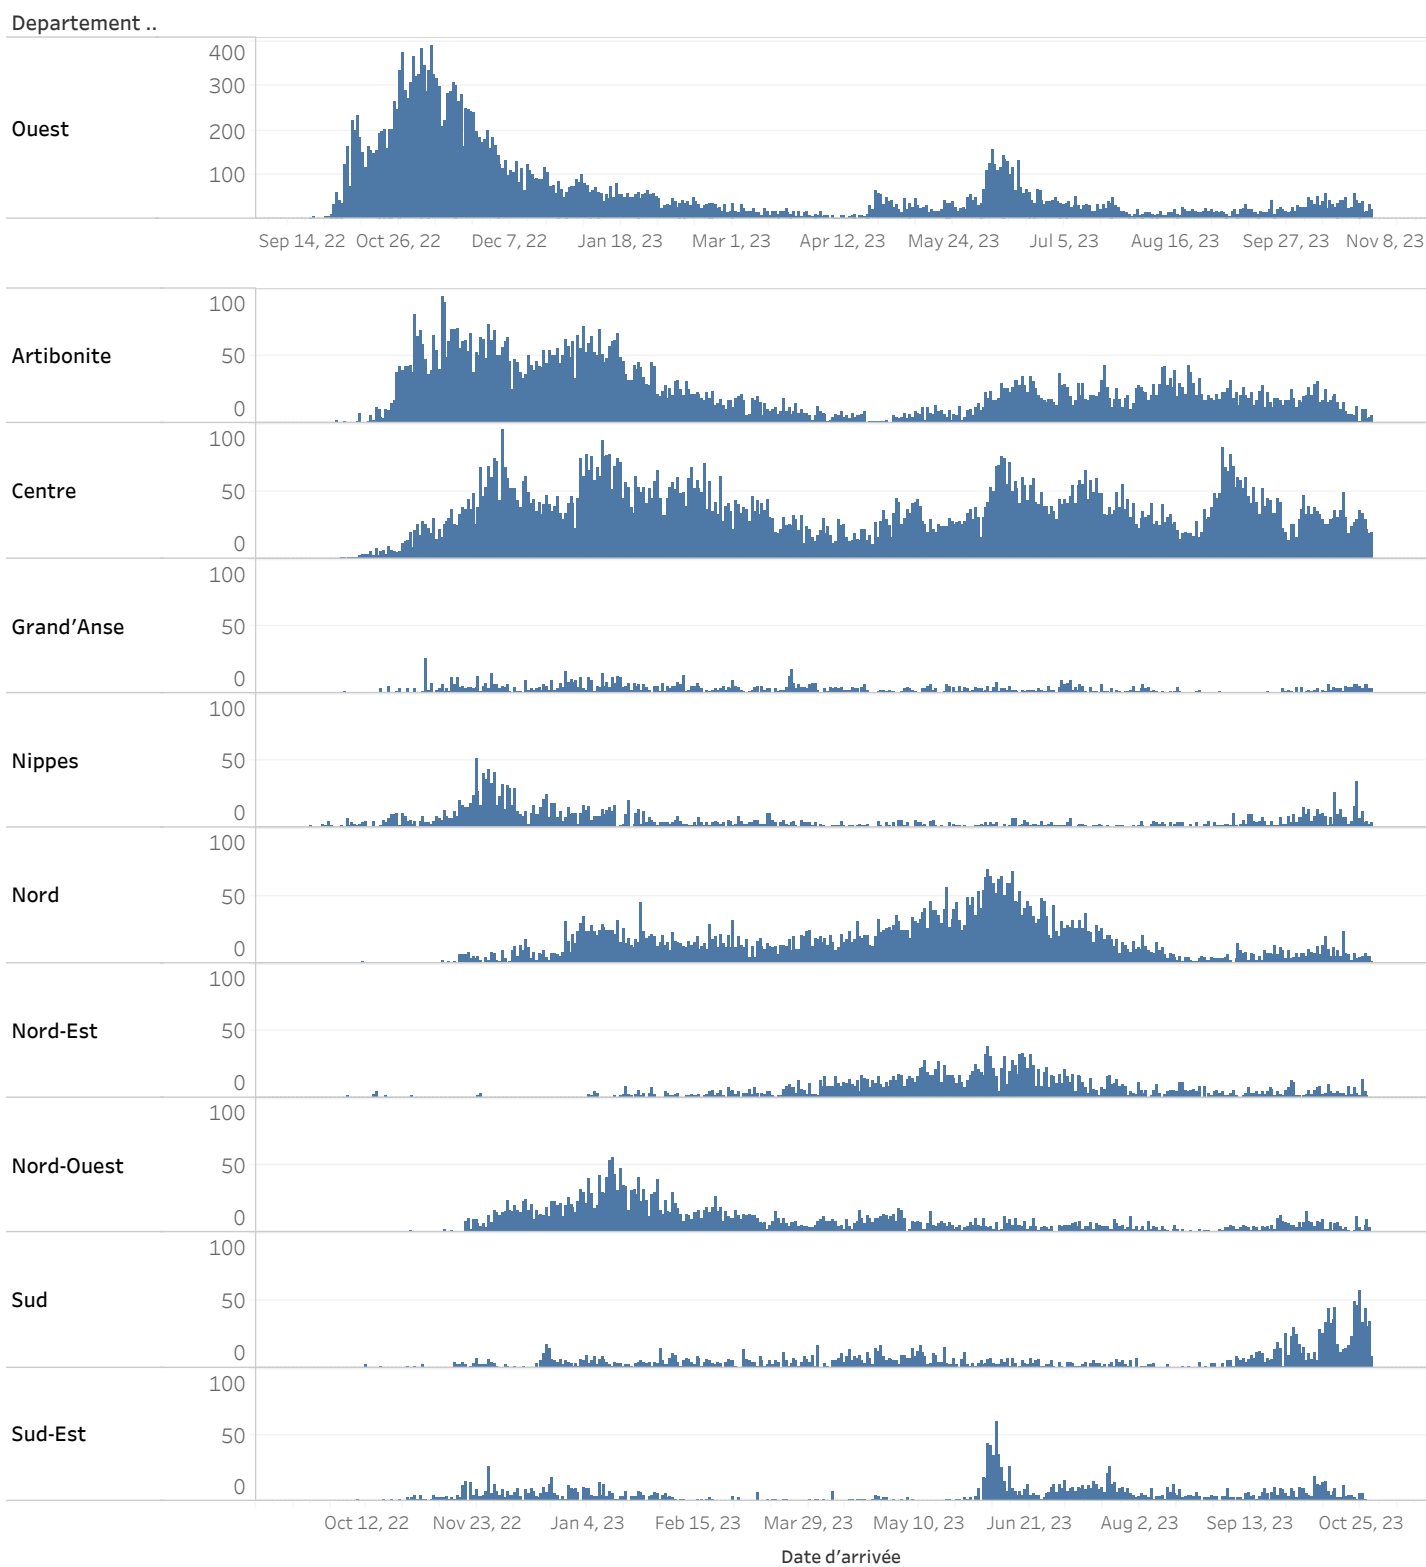 Departement ..
Ouest
400
300
200
100
Sep 14, 22 Oct 26, 22 Dec 7, 22 Jan 18, 23 Mar 1, 23 Apr 12, 23 May 24, 23 Jul 5, 23 Aug 16, 23 Sep 27, 23 Nov 8, 23
Artibonite
100
50
0
Centre
100
50
0
Grand'Anse
100
50
0
Nippes
100
50
0
Nord
100
50
0
Nord-Est
100
50
0
Nord-Ouest
100
50
0
Sud
100
50
0
Sud-Est
100
50
0
Oct 12, 22 Nov 23, 22 Jan 4, 23 Feb 15, 23 Mar 29, 23 May 10, 23 Jun 21, 23 Aug 2, 23 Sep 13, 23 Oct 25, 23
Date d'arrivée